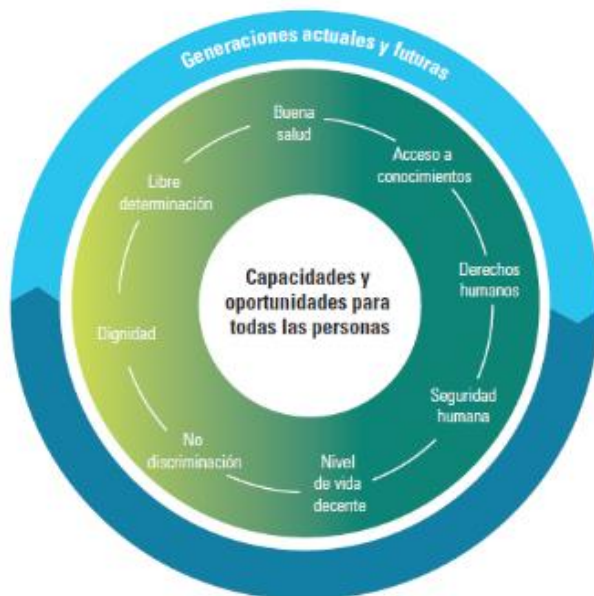 Generaciones actuales y futuras
Buena
salud
Acceso a
conocimientos
Derechos
humanos
Seguridad
humana
Nivel
de vida
decente
No
discriminación
Dignidad
Libre
determinación
Capacidades y
oportunidades para
todas las personas